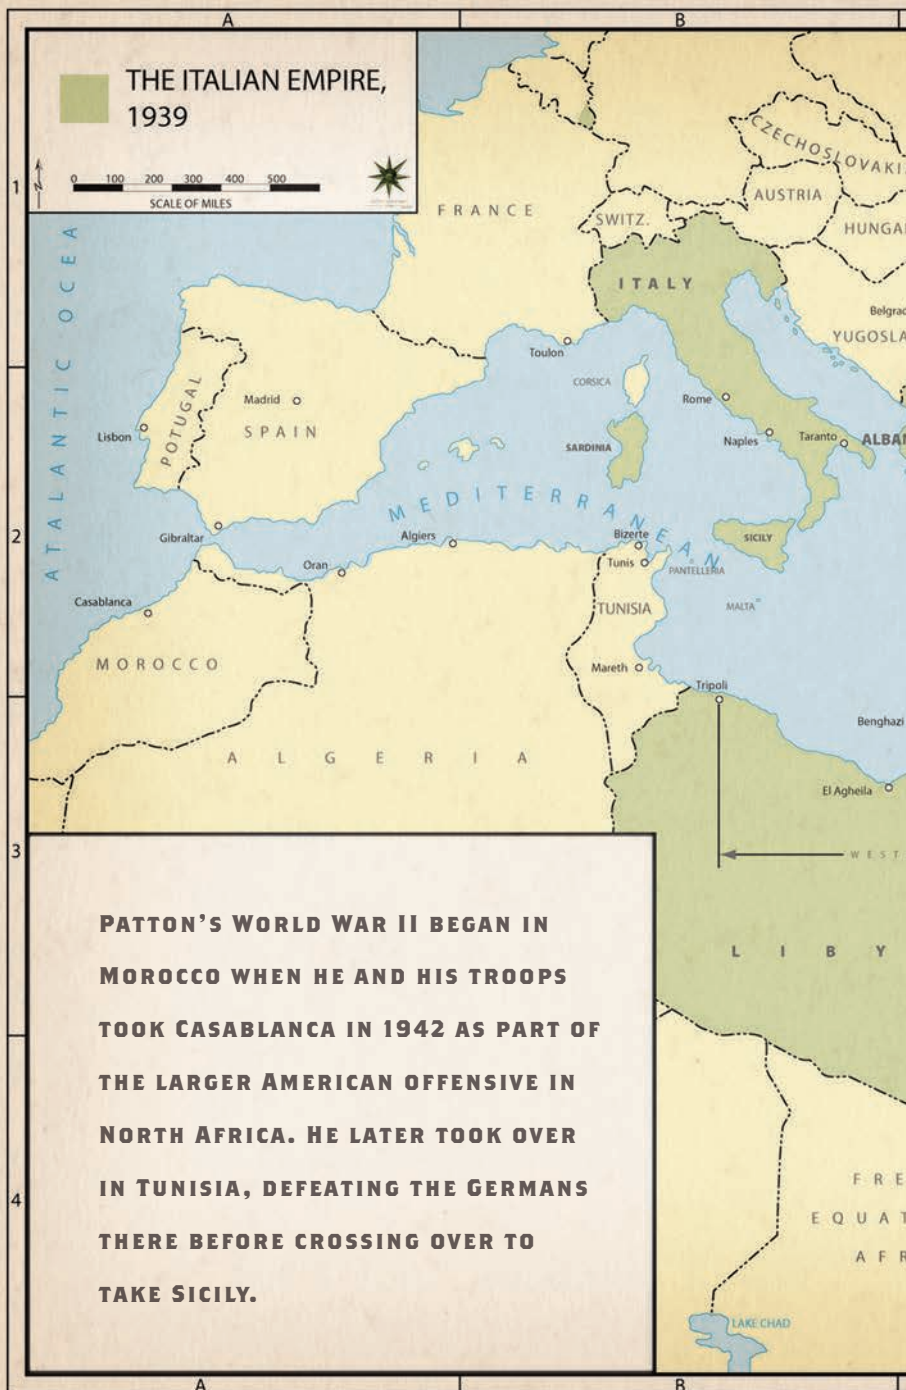 A
B
THE ITALIAN EMPIRE,
1939
N
0 100 200 300 400 500
SCALE OF MILES
1
CZECHOSLOVAKI
AUSTRIA
FRANCE
SWITZ.
HUNGA
ITALY
ATALANTIC OCEA
Belgrad
YUGOSLA
Toulon
CORSICA
POTUGAL
Madrid
Rome
SPAIN
Lisbon
Naples
Taranto
ALBAN
SARDINIA
MEDITERRANEAN
2
Gibraltar
Algiers
Bizerte
SICILY
Oran
Tunis
PANTELLERIA
Casablanca
TUNISIA
MALTA
MOROCCO
Mareth
Tripoli
Benghazi
ALGERIA
El Agheila
3
WEST
PATTON'S WORLD WAR II BEGAN IN
MOROCCO WHEN HE AND HIS TROOPS
TOOK CASABLANCA IN 1942 AS PART OF
THE LARGER AMERICAN OFFENSIVE IN
NORTH AFRICA. HE LATER TOOK OVER
IN TUNISIA, DEFEATING THE GERMANS
THERE BEFORE CROSSING OVER TO
TAKE SICILY.
LIBY
4
FRE
EQUAT
AFR
LAKE CHAD
A
B